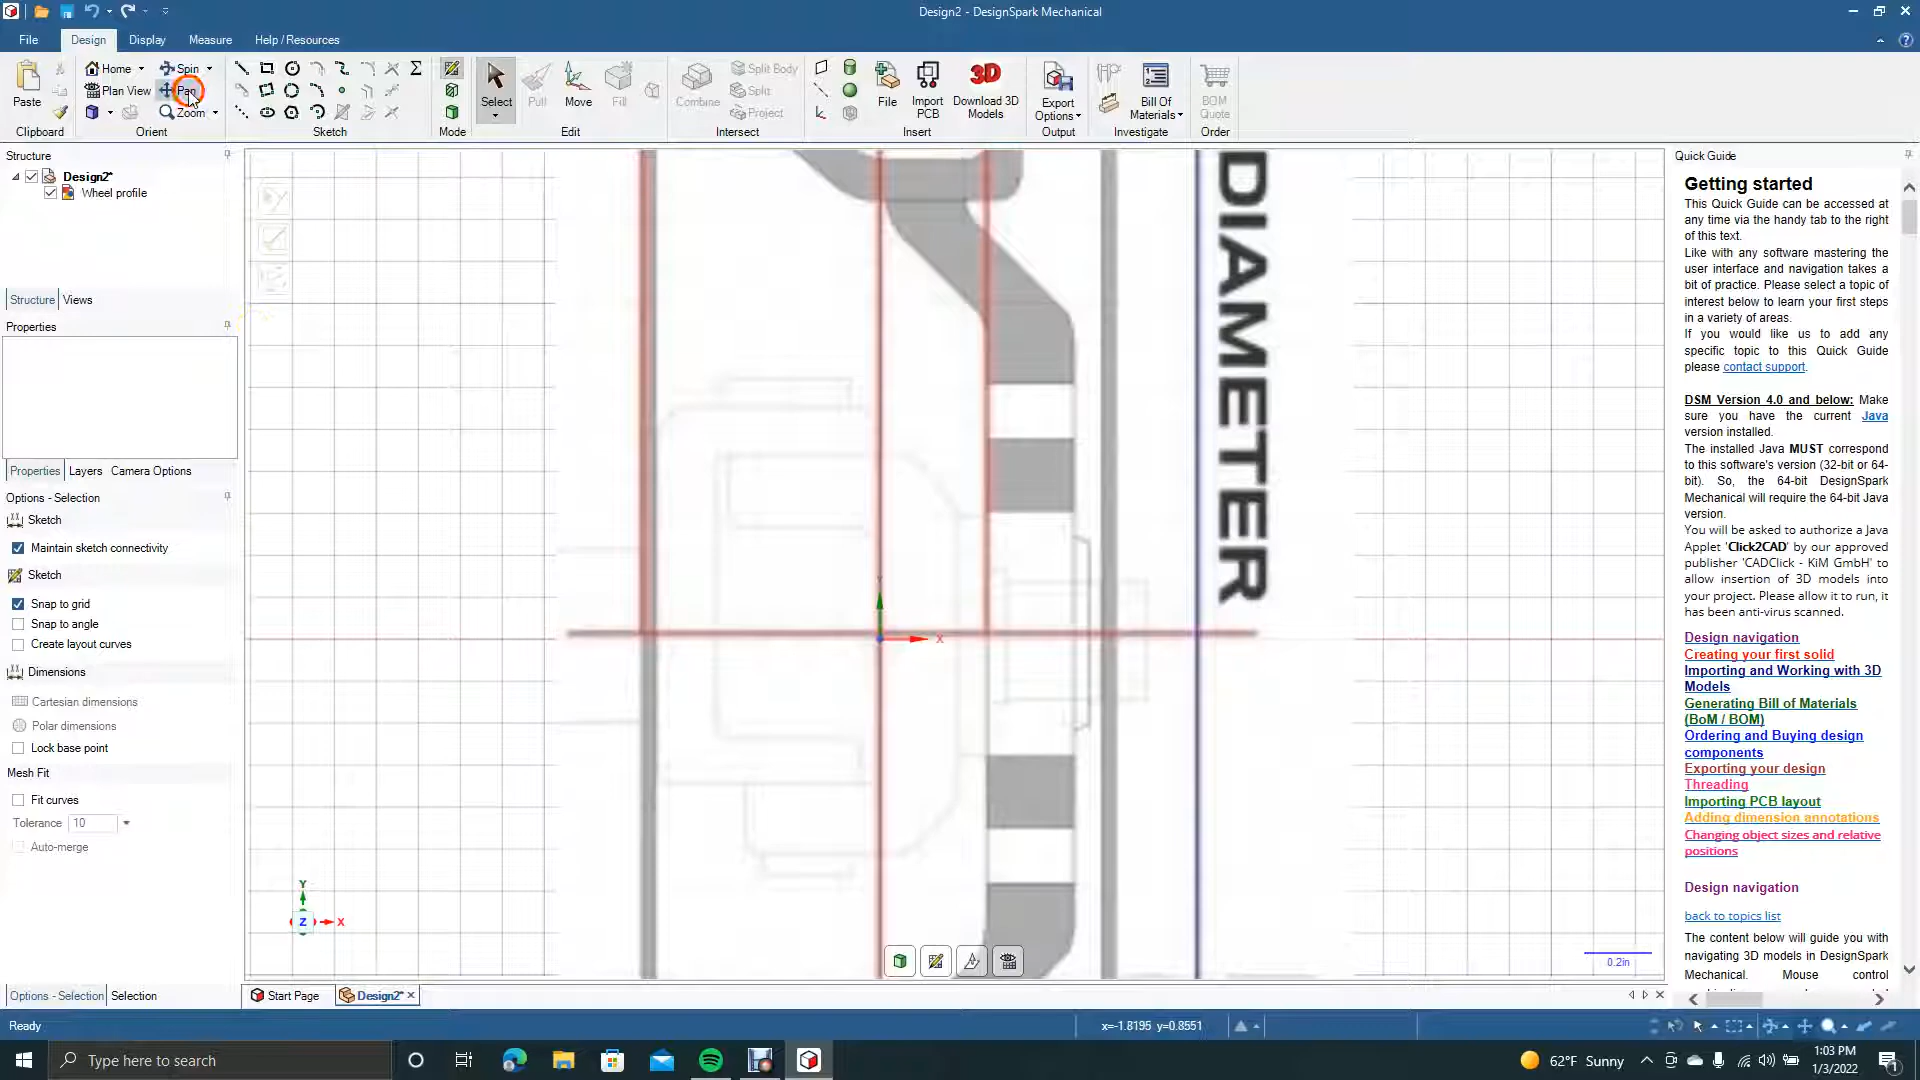 Design2 - DesignSpark Mechanical
File
Design
Display
Measure
Help / Resources
Paste
Clipboard
Home
Plan View
Spin
Pan
Zoom
Orient
Sketch
Mode
Select
Pull
Move
Fill
Edit
Combine
Split Body
Split
Project
Intersect
File
Import PCB
Download 3D Models
Insert
Export Options
Output
Bill Of Materials
Investigate
BOM Quote
Order
Structure
Design2*
Wheel profile
Structure
Views
Properties
Properties
Layers
Camera Options
Options - Selection
Sketch
Maintain sketch connectivity
Sketch
Snap to grid
Snap to angle
Create layout curves
Dimensions
Cartesian dimensions
Polar dimensions
Lock base point
Mesh Fit
Fit curves
Tolerance 10
Auto-merge
Options - Selection
Selection
DIAMETER
Y
X
Y
Z
X
0.2in
Start Page
Design2*
Quick Guide
Getting started
This Quick Guide can be accessed at
any time via the handy tab to the right
of this text.
Like with any software mastering the
user interface and navigation takes a
bit of practice. Please select a topic of
interest below to learn your first steps
in a variety of areas.
If you would like us to add any
specific topic to this Quick Guide
please contact support.
DSM Version 4.0 and below: Make
sure you have the current Java
version installed.
The installed Java MUST correspond
to this software's version (32-bit or 64-
bit). So, the 64-bit DesignSpark
Mechanical will require the 64-bit Java
version.
You will be asked to authorize a Java
Applet 'Click2CAD' by our approved
publisher 'CADClick - KiM GmbH' to
allow insertion of 3D models into
your project. Please allow it to run, it
has been anti-virus scanned.
Design navigation
Creating your first solid
Importing and Working with 3D
Models
Generating Bill of Materials
(BoM / BOM)
Ordering and Buying design
components
Exporting your design
Threading
Importing PCB layout
Adding dimension annotations
Changing object sizes and relative
positions
Design navigation
back to topics list
The content below will guide you with
navigating 3D models in DesignSpark
Mechanical. Mouse control
Ready
x=-1.8195 y=0.8551
Type here to search
62°F Sunny
1:03 PM
1/3/2022
1